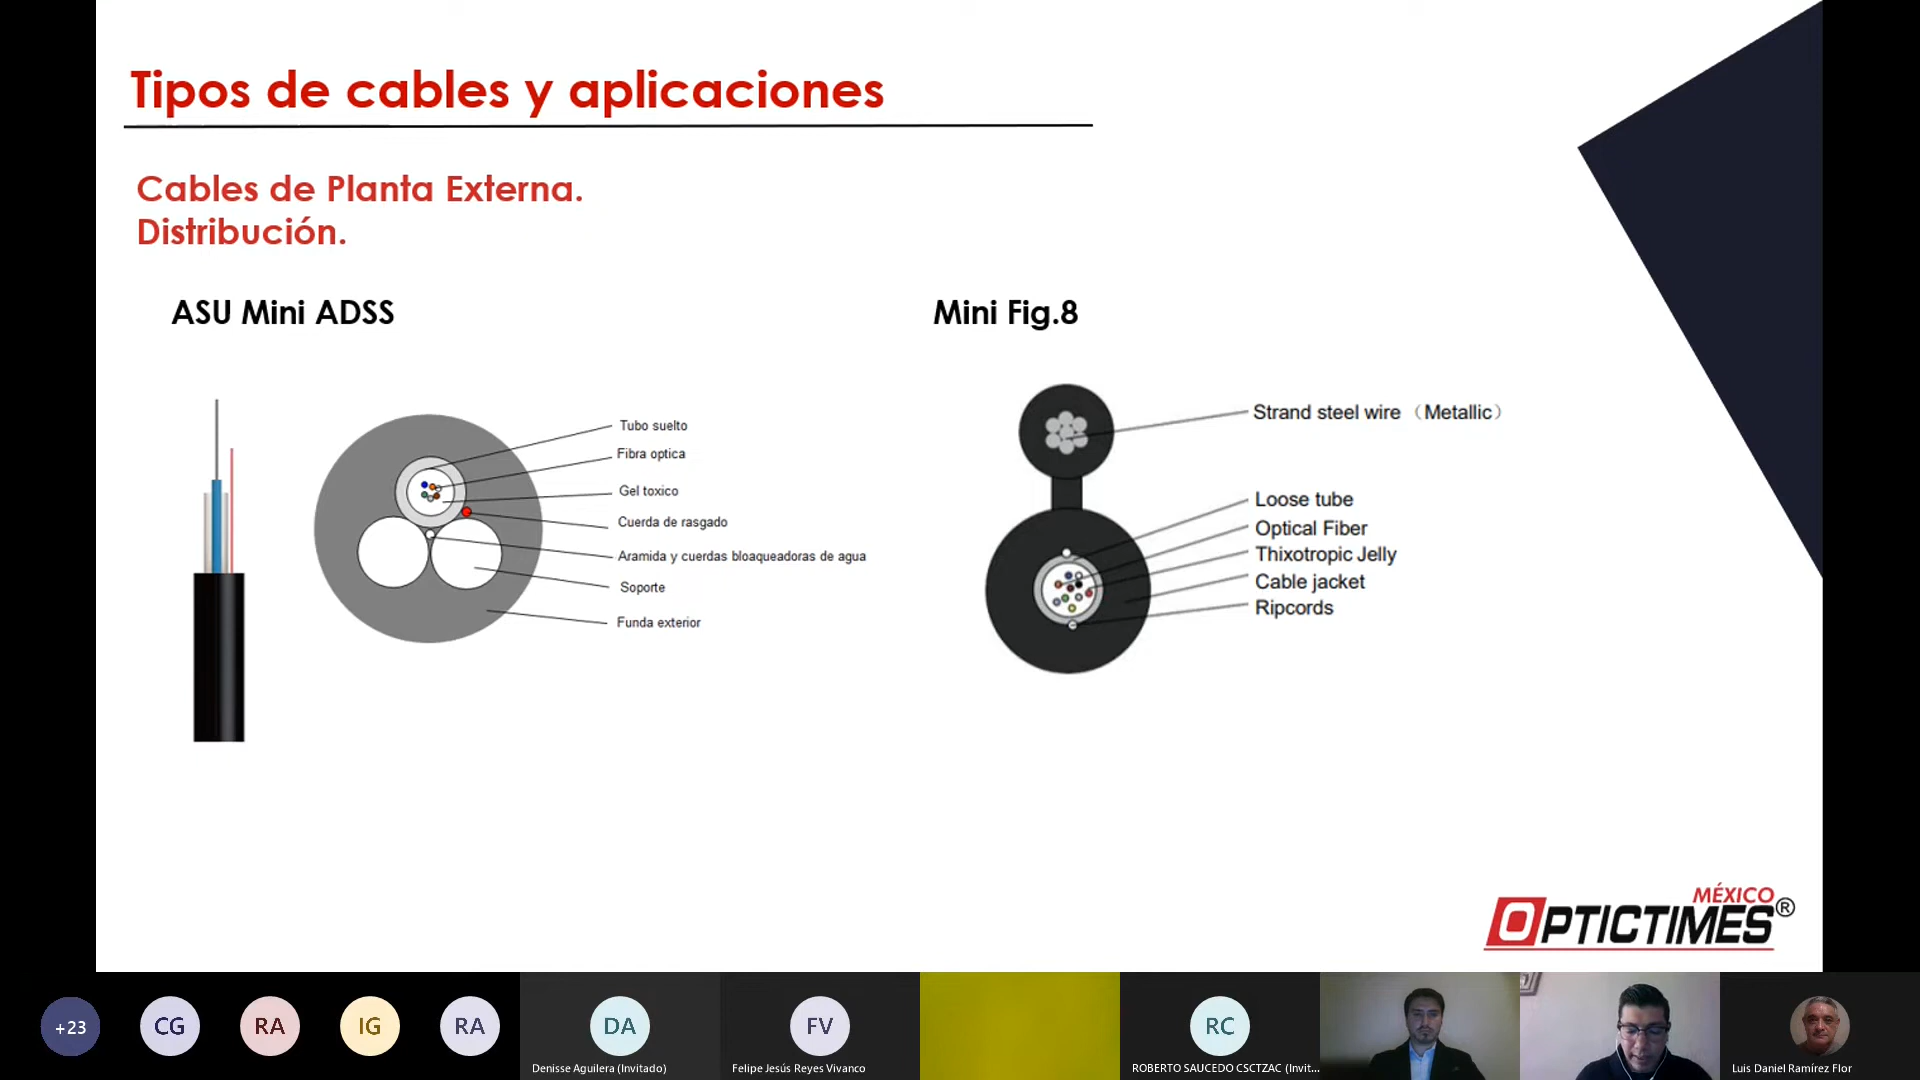 Tipos de cables y aplicaciones
Cables de Planta Externa.
Distribución.
ASU Mini ADSS
Mini Fig.8
Tubo suelto
Fibra optica
Gel toxico
Cuerda de rasgado
Aramida y cuerdas bloaqueadoras de agua
Soporte
Funda exterior
Strand steel wire（Metallic）
Loose tube
Optical Fiber
Thixotropic Jelly
Cable jacket
Ripcords
MÉXICO
OPTICTIMES®
+23
CG
RA
IG
RA
DA
FV
RC
Denisse Aguilera (Invitado)
Felipe Jesús Reyes Vivanco
ROBERTO SAUCEDO CSCTZAC (Invit...
Luis Daniel Ramírez Flor